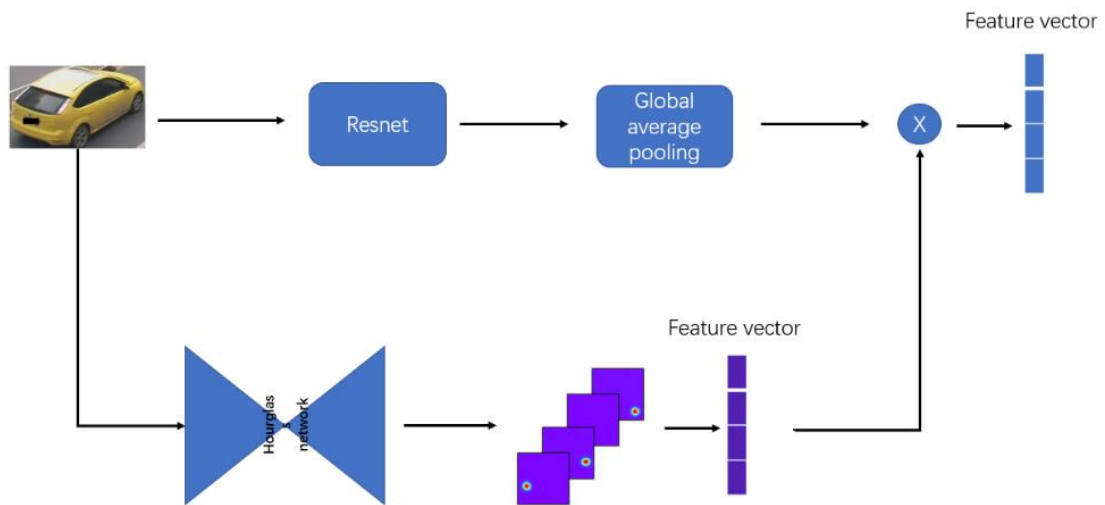 Feature vector
Resnet
Global
average
pooling
X
Feature vector
Hourglas
s
network